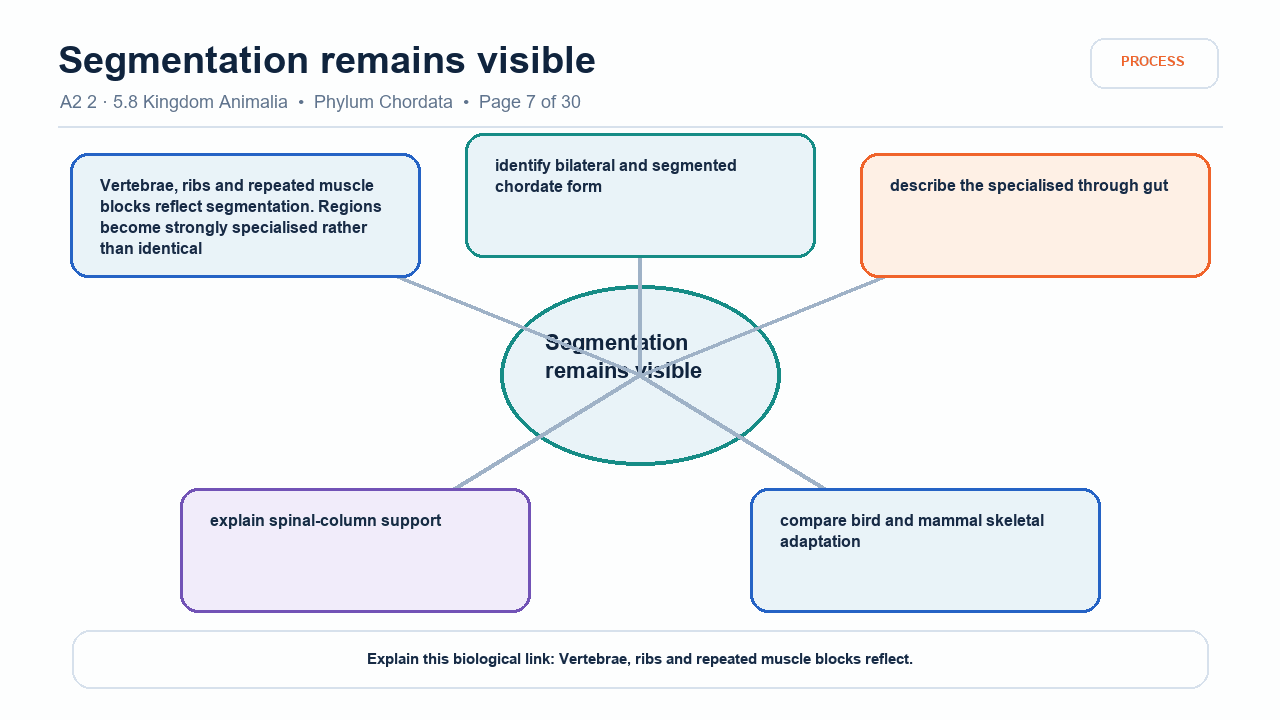 Segmentation remains visible
PROCESS
A2 2 · 5.8 Kingdom Animalia • Phylum Chordata • Page 7 of 30
Vertebrae, ribs and repeated muscle
blocks reflect segmentation. Regions
become strongly specialised rather
than identical
identify bilateral and segmented
chordate form
describe the specialised through gut
Segmentation
remains visible
explain spinal-column support
compare bird and mammal skeletal
adaptation
Explain this biological link: Vertebrae, ribs and repeated muscle blocks reflect.